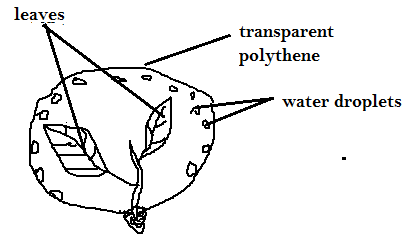 leaves
transparent
polythene
water droplets